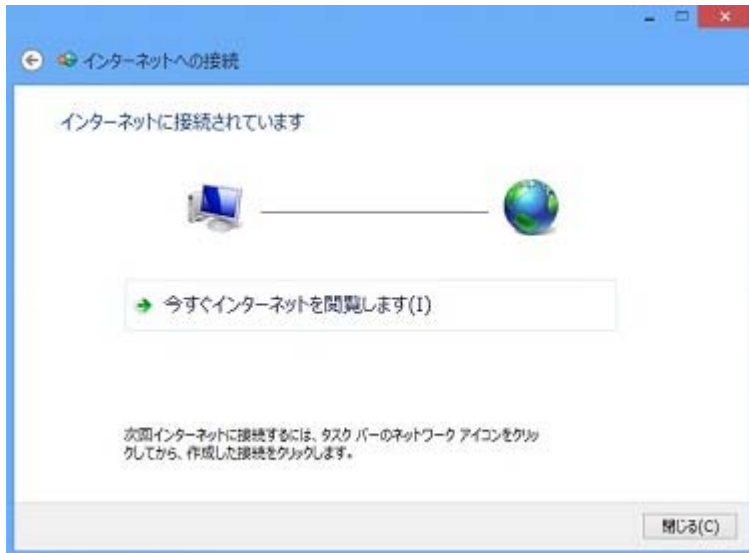 インターネットへの接続
インターネットに接続されています
今すぐインターネットを閲覧します(I)
次回インターネットに接続するには、タスク バーのネットワーク アイコンをクリッ
クしてから、作成した接続をクリックします。
閉じる(C)